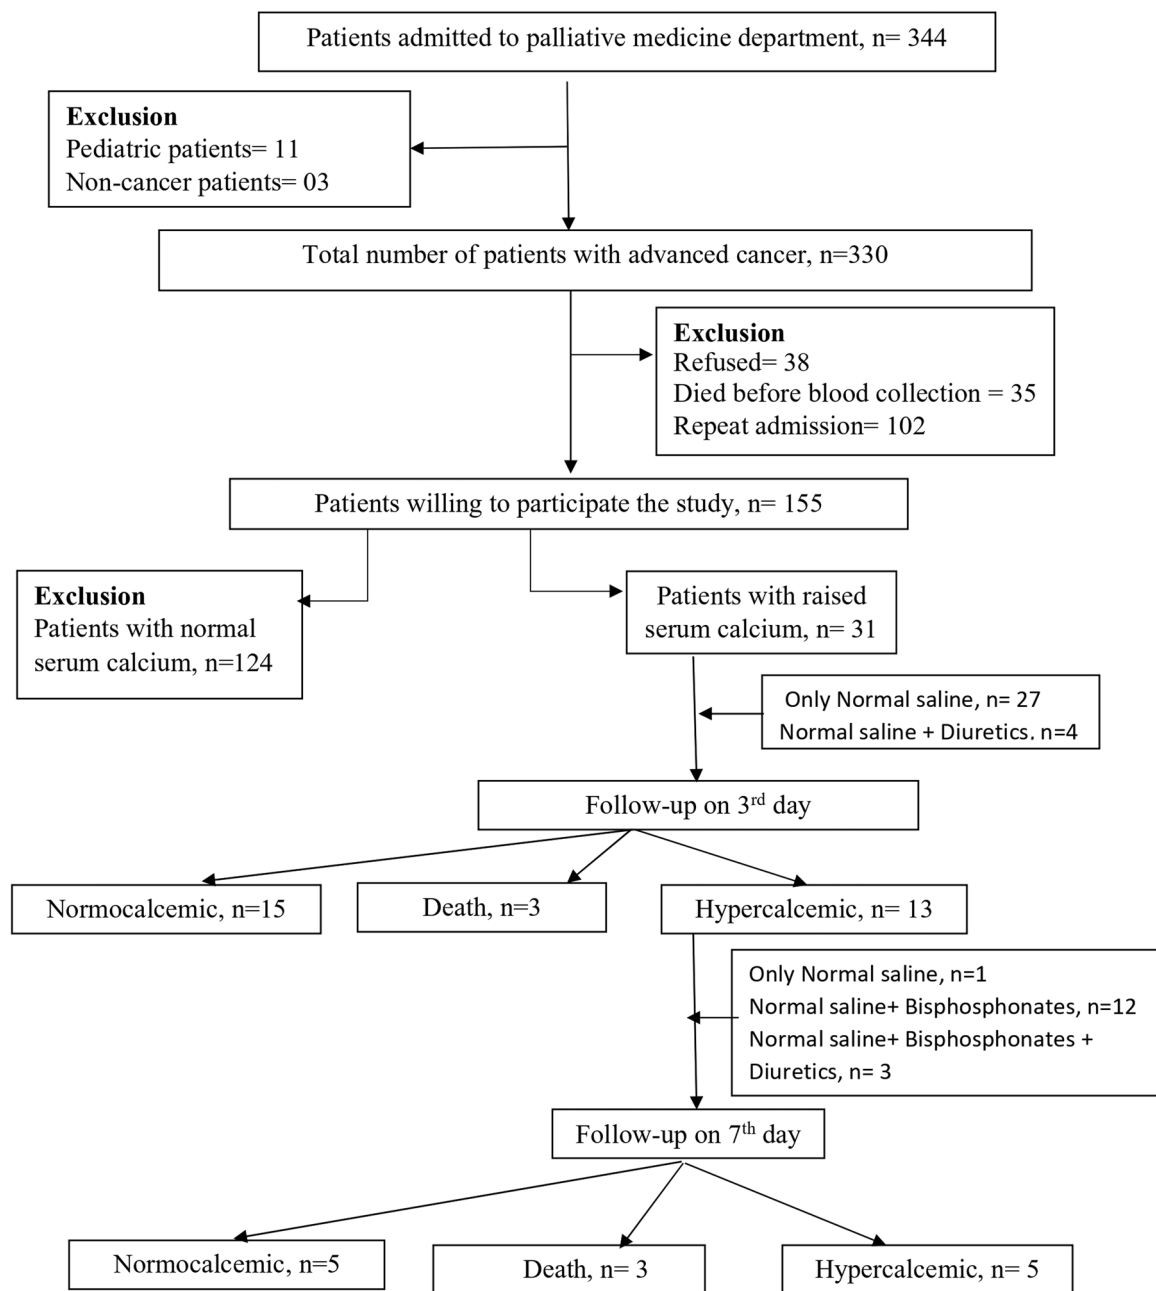 Patients admitted to palliative medicine department, n= 344
Exclusion
Pediatric patients= 11
Non-cancer patients= 03
Total number of patients with advanced cancer, n=330
Exclusion
Refused= 38
Died before blood collection = 35
Repeat admission= 102
Patients willing to participate the study, n= 155
Exclusion
Patients with normal
serum calcium, n=124
Patients with raised
serum calcium, n= 31
Only Normal saline, n= 27
Normal saline + Diuretics. n=4
Follow-up on 3rd day
Normocalcemic, n=15
Death, n=3
Hypercalcemic, n= 13
Only Normal saline, n=1
Normal saline+ Bisphosphonates, n=12
Normal saline+ Bisphosphonates +
Diuretics, n= 3
Follow-up on 7th day
Normocalcemic, n=5
Death, n= 3
Hypercalcemic, n= 5